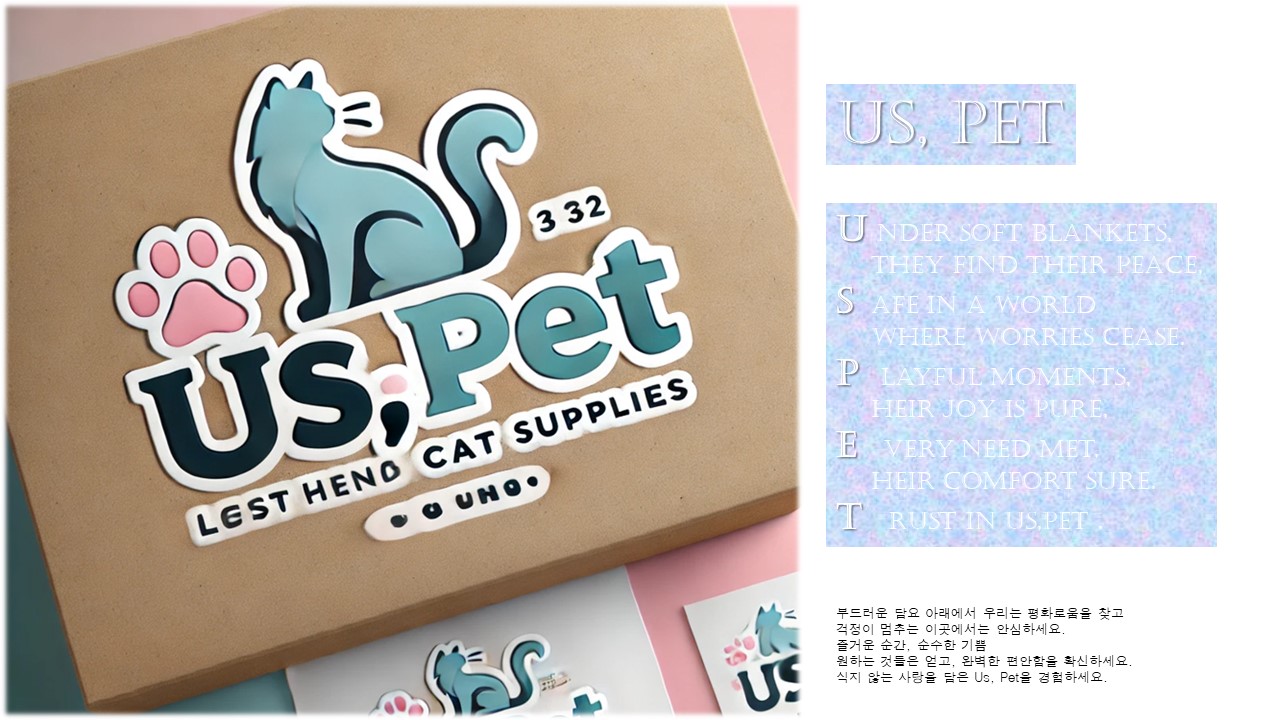 3 32
Us, Pet
LEST HEND CAT SUPPLIES
US, PET
UNDER SOFT BLANKETS.
THEY FIND THEIR PEACE,
SAFE IN A WORLD
WHERE WORRIES CEASE.
PLAYFUL MOMENTS,
HEIR JOY IS PURE,
EVERY NEED MET.
HEIR COMFORT SURE.
TRUST IN US.PET .
부드러운 담요 아래에서 우리는 평화로움을 찾고
걱정이 멈추는 이곳에서는 안심하세요.
즐거운 순간, 순수한 기쁨
원하는 것들은 얻고, 완벽한 편안함을 확신하세요.
식지 않는 사랑을 담은 Us, Pet을 경험하세요.